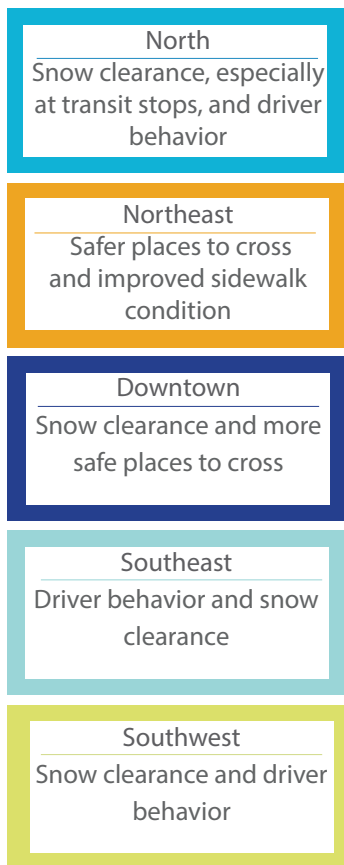 North
Snow clearance, especially
at transit stops, and driver
behavior
Northeast
Safer places to cross
and improved sidewalk
condition
Downtown
Snow clearance and more
safe places to cross
Southeast
Driver behavior and snow
clearance
Southwest
Snow clearance and driver
behavior